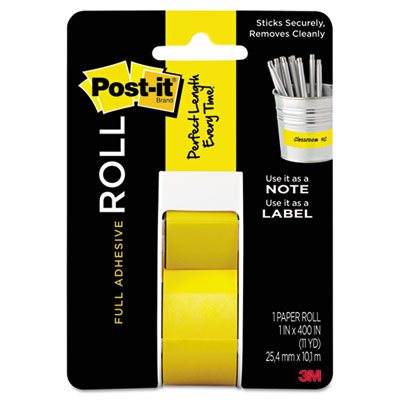 Sticks Securely,
Removes Cleanly
Post-it
Brand
Perfect Length
Every Time!
FULL ADHESIVE
ROLL
Classroom 10
Use it as a
NOTE
Use it as a
LABEL
1 PAPER ROLL
1 IN X 400 IN
(11 YD)
25,4 mm x 10,1 m
3M